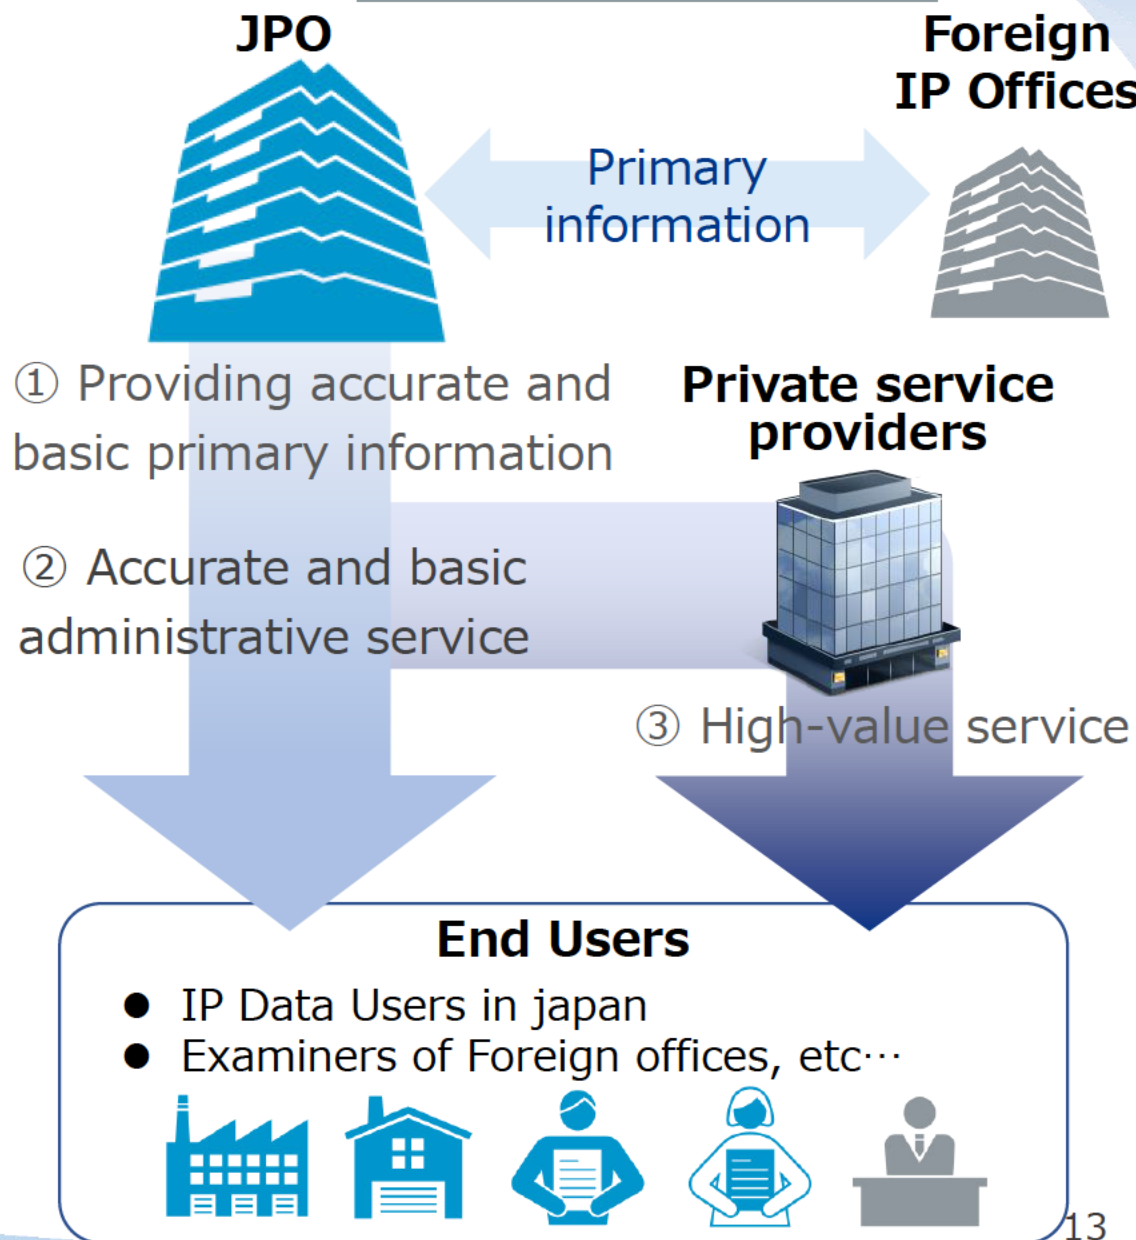 JPO
Foreign
IP Offices
Primary
information
① Providing accurate and
basic primary information
Private service
providers
② Accurate and basic
administrative service
③ High-value service
End Users
● IP Data Users in japan
● Examiners of Foreign offices, etc…
13